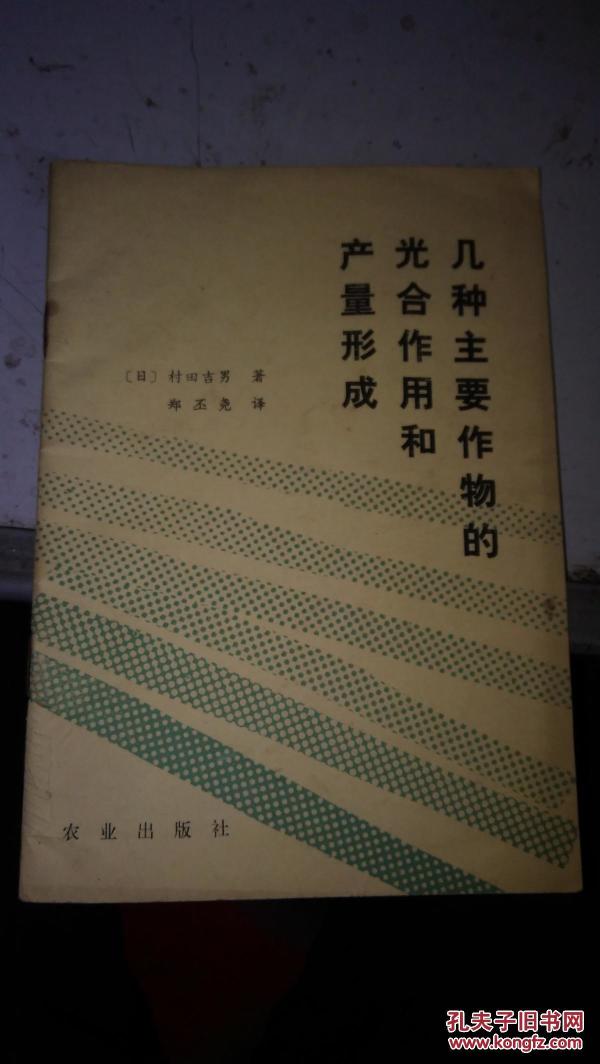 几种主要作物的
光合作用和
产量形成
〔日〕村田吉男 著
郑丕尧 译
农业出版社
孔夫子旧书网
kongfz.com